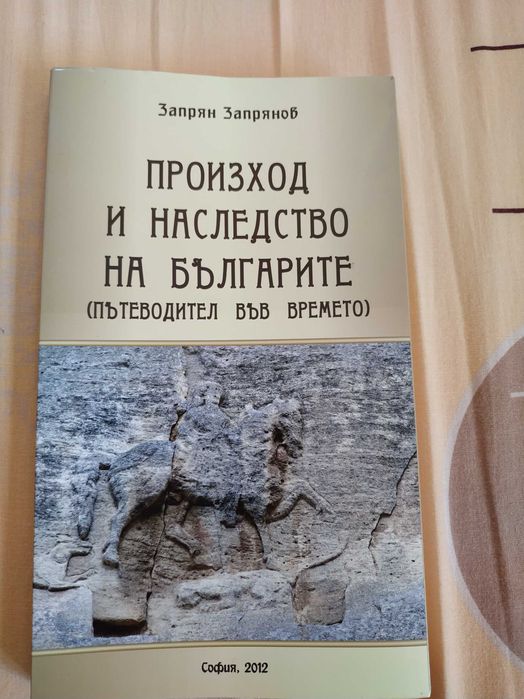 Запрян Запрянов
ПРОИЗХОД
И НАСЛЕДСТВО
НА БЪЛГАРИТЕ
(ПЪТЕВОДИТЕЛ ВЪВ ВРЕМЕТО)
София, 2012